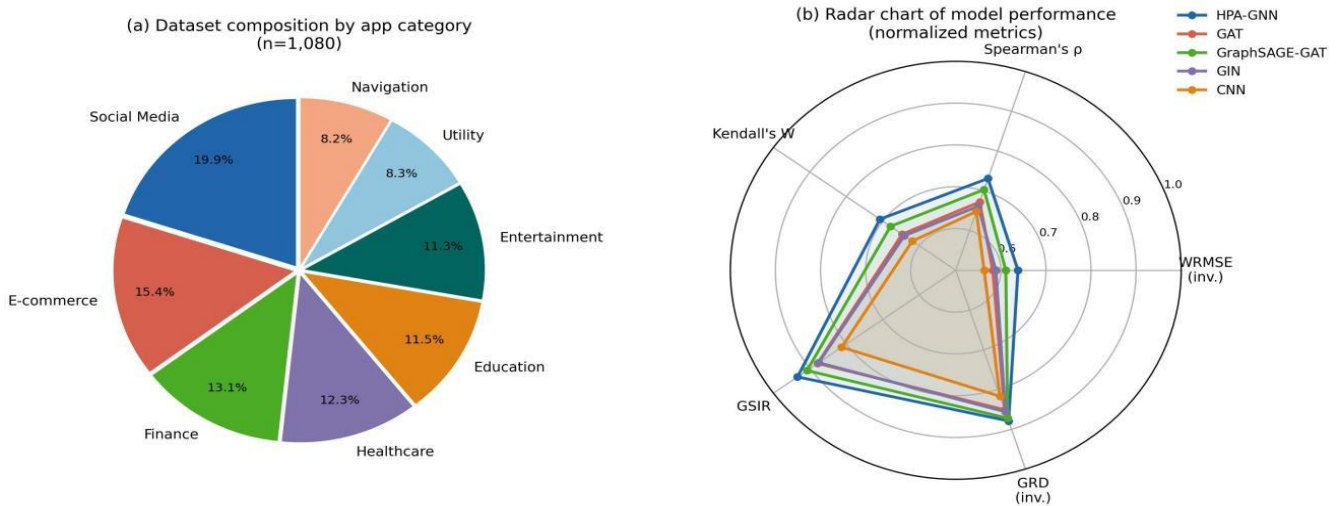 (a) Dataset composition by app category
(n=1,080)
Navigation
8.2%
Utility
8.3%
Social Media
19.9%
Entertainment
11.3%
E-commerce
15.4%
Education
11.5%
Finance
13.1%
Healthcare
12.3%
(b) Radar chart of model performance
(normalized metrics)
HPA-GNN
GAT
GraphSAGE-GAT
GIN
CNN
Spearman's ρ
Kendall's W
1.0
0.9
0.8
0.7
0.6
WRMSE
(inv.)
GSIR
GRD
(inv.)